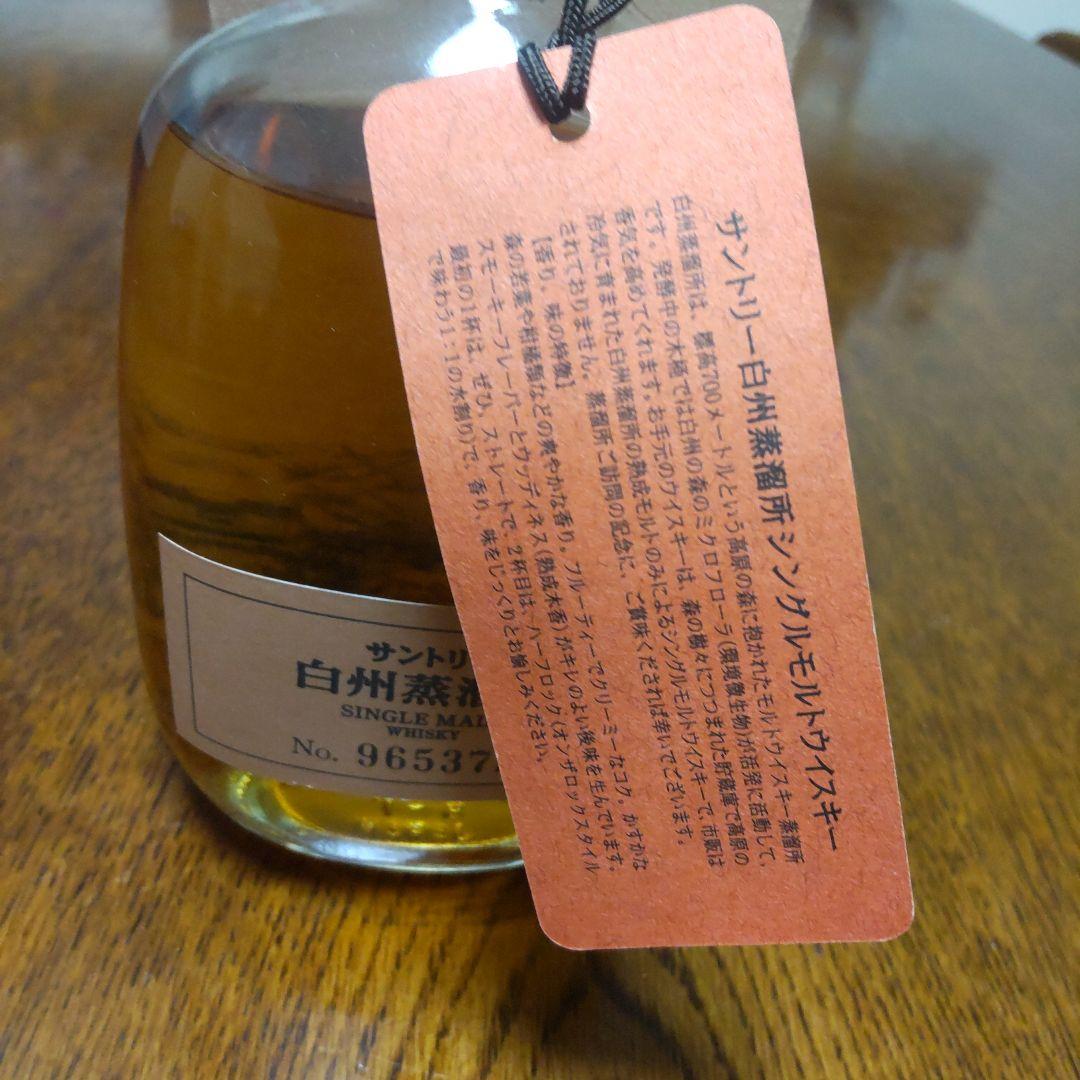 サントリー白州蒸溜所シングルモルトウイスキー
白州蒸溜所は、標高700メートルという高原の森に抱かれたモルトウイスキー蒸溜所
です。発酵中の木桶では白州の森のミクロフローラ(環境微生物)が活発に活動して、
香気を高めてくれます。お手元のウイスキーは、森の樹々につつまれた貯蔵庫で高原の
冷気に育まれた白州蒸溜所の熟成モルトのみによるシングルモルトウイスキーで、市販は
されておりません。蒸溜所ご訪問の記念に、ご賞味くだされば幸いでございます。
【香り、味の特徴】
森の若葉や柑橘類などの爽やかな香り。フルーティーでクリーミーなコク。かすかな
スモーキーフレーバーとウッディネス(熟成木香)がキレのよい後味を生んでいます。
最初の1杯は、ぜひ、ストレートで、2杯目は、ハーフロック(オンザロックスタイル
で味わう1:1の水割り)で、香り、味をじっくりとお愉しみください。
サントリ
白州蒸溜
SINGLE MAL
WHISKY
No. 96537